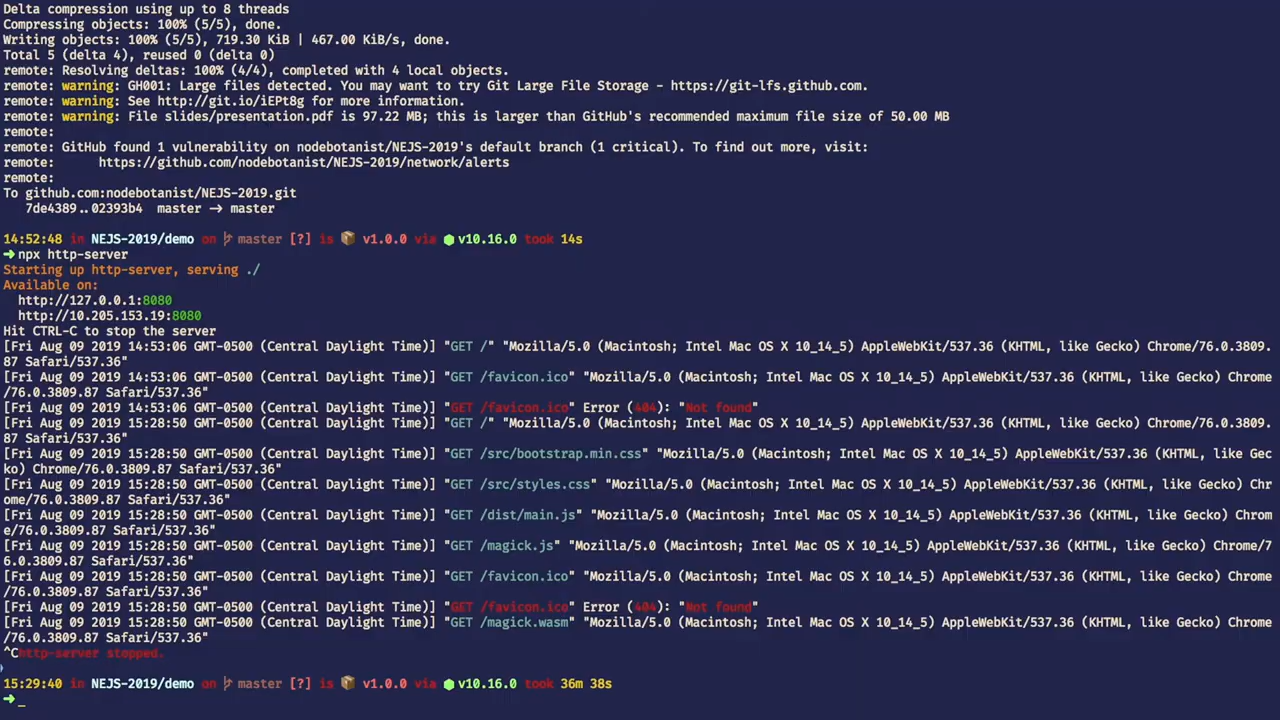 Delta compression using up to 8 threads
Compressing objects: 100% (5/5), done.
Writing objects: 100% (5/5), 719.30 KiB | 467.00 KiB/s, done.
Total 5 (delta 4), reused 0 (delta 0)
remote: Resolving deltas: 100% (4/4), completed with 4 local objects.
remote: warning: GH001: Large files detected. You may want to try Git Large File Storage - https://git-lfs.github.com.
remote: warning: See http://git.io/iEPt8g for more information.
remote: warning: File slides/presentation.pdf is 97.22 MB; this is larger than GitHub's recommended maximum file size of 50.00 MB
remote:
remote: GitHub found 1 vulnerability on nodebotanist/NEJS-2019's default branch (1 critical). To find out more, visit:
remote:      https://github.com/nodebotanist/NEJS-2019/network/alerts
remote:
To github.com:nodebotanist/NEJS-2019.git
   7de4389..02393b4  master -> master
14:52:48 in NEJS-2019/demo on master [?] is 📦 v1.0.0 via ⬢ v10.16.0 took 14s
➜ npx http-server
Starting up http-server, serving ./
Available on:
  http://127.0.0.1:8080
  http://10.205.153.19:8080
Hit CTRL-C to stop the server
[Fri Aug 09 2019 14:53:06 GMT-0500 (Central Daylight Time)] "GET /" "Mozilla/5.0 (Macintosh; Intel Mac OS X 10_14_5) AppleWebKit/537.36 (KHTML, like Gecko) Chrome/76.0.3809.
87 Safari/537.36"
[Fri Aug 09 2019 14:53:06 GMT-0500 (Central Daylight Time)] "GET /favicon.ico" "Mozilla/5.0 (Macintosh; Intel Mac OS X 10_14_5) AppleWebKit/537.36 (KHTML, like Gecko) Chrome
/76.0.3809.87 Safari/537.36"
[Fri Aug 09 2019 14:53:06 GMT-0500 (Central Daylight Time)] "GET /favicon.ico" Error (404): "Not found"
[Fri Aug 09 2019 15:28:50 GMT-0500 (Central Daylight Time)] "GET /" "Mozilla/5.0 (Macintosh; Intel Mac OS X 10_14_5) AppleWebKit/537.36 (KHTML, like Gecko) Chrome/76.0.3809.
87 Safari/537.36"
[Fri Aug 09 2019 15:28:50 GMT-0500 (Central Daylight Time)] "GET /src/bootstrap.min.css" "Mozilla/5.0 (Macintosh; Intel Mac OS X 10_14_5) AppleWebKit/537.36 (KHTML, like Gec
ko) Chrome/76.0.3809.87 Safari/537.36"
[Fri Aug 09 2019 15:28:50 GMT-0500 (Central Daylight Time)] "GET /src/styles.css" "Mozilla/5.0 (Macintosh; Intel Mac OS X 10_14_5) AppleWebKit/537.36 (KHTML, like Gecko) Chr
ome/76.0.3809.87 Safari/537.36"
[Fri Aug 09 2019 15:28:50 GMT-0500 (Central Daylight Time)] "GET /dist/main.js" "Mozilla/5.0 (Macintosh; Intel Mac OS X 10_14_5) AppleWebKit/537.36 (KHTML, like Gecko) Chrom
e/76.0.3809.87 Safari/537.36"
[Fri Aug 09 2019 15:28:50 GMT-0500 (Central Daylight Time)] "GET /magick.js" "Mozilla/5.0 (Macintosh; Intel Mac OS X 10_14_5) AppleWebKit/537.36 (KHTML, like Gecko) Chrome/7
6.0.3809.87 Safari/537.36"
[Fri Aug 09 2019 15:28:50 GMT-0500 (Central Daylight Time)] "GET /favicon.ico" "Mozilla/5.0 (Macintosh; Intel Mac OS X 10_14_5) AppleWebKit/537.36 (KHTML, like Gecko) Chrome
/76.0.3809.87 Safari/537.36"
[Fri Aug 09 2019 15:28:50 GMT-0500 (Central Daylight Time)] "GET /favicon.ico" Error (404): "Not found"
[Fri Aug 09 2019 15:28:50 GMT-0500 (Central Daylight Time)] "GET /magick.wasm" "Mozilla/5.0 (Macintosh; Intel Mac OS X 10_14_5) AppleWebKit/537.36 (KHTML, like Gecko) Chrome
/76.0.3809.87 Safari/537.36"
^Chttp-server stopped.
15:29:40 in NEJS-2019/demo on master [?] is 📦 v1.0.0 via ⬢ v10.16.0 took 36m 38s
➜ _